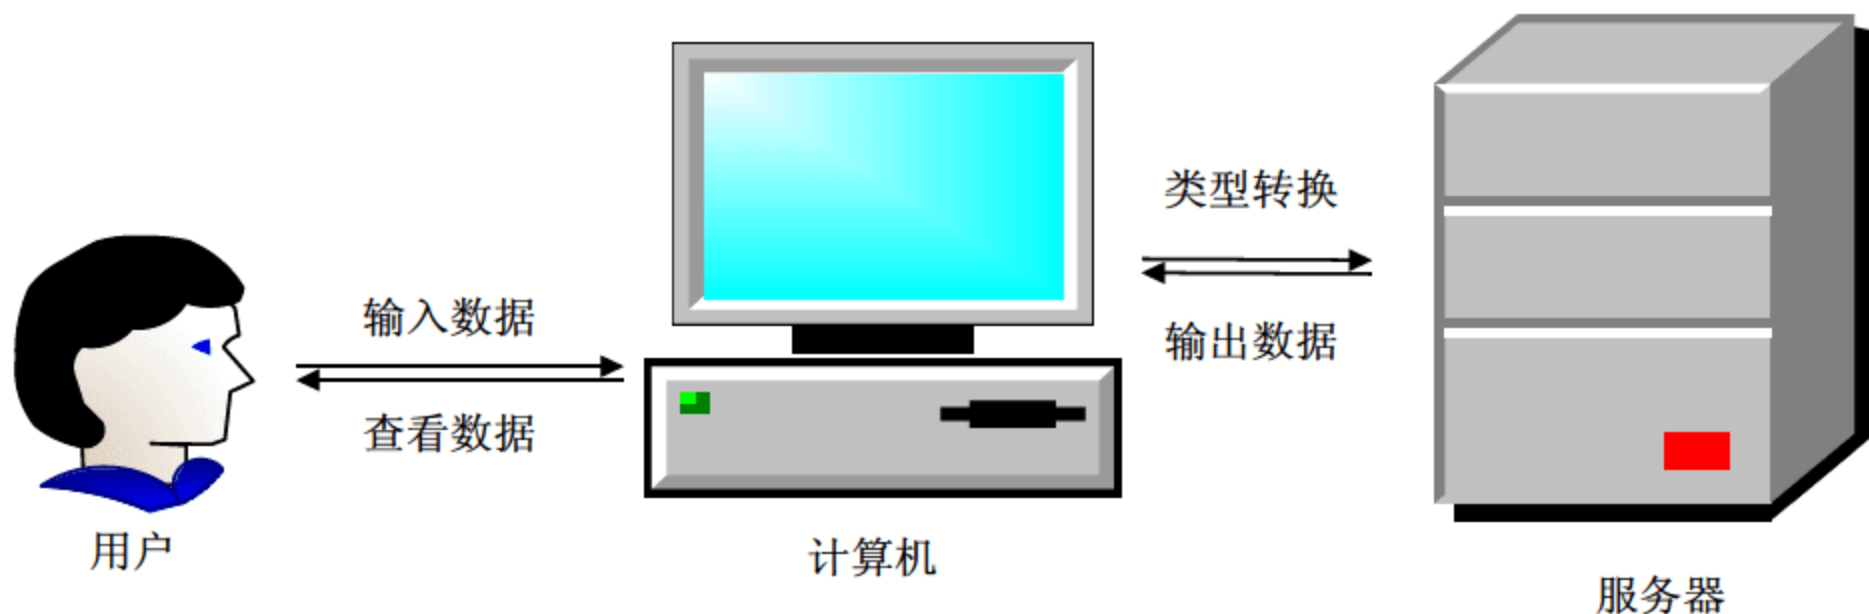 输入数据
查看数据
用户
计算机
类型转换
输出数据
服务器